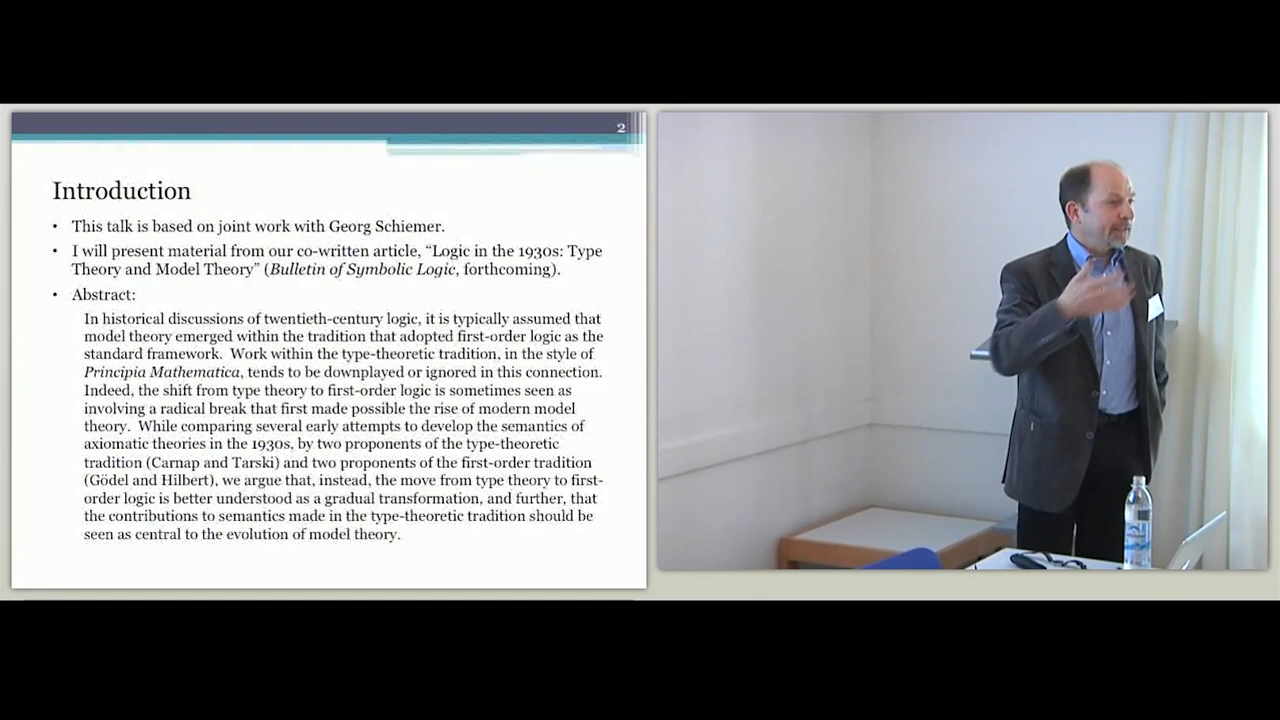 2
Introduction
• This talk is based on joint work with Georg Schiemer.
• I will present material from our co-written article, “Logic in the 1930s: Type
Theory and Model Theory” (Bulletin of Symbolic Logic, forthcoming).
• Abstract:
In historical discussions of twentieth-century logic, it is typically assumed that
model theory emerged within the tradition that adopted first-order logic as the
standard framework. Work within the type-theoretic tradition, in the style of
Principia Mathematica, tends to be downplayed or ignored in this connection.
Indeed, the shift from type theory to first-order logic is sometimes seen as
involving a radical break that first made possible the rise of modern model
theory. While comparing several early attempts to develop the semantics of
axiomatic theories in the 1930s, by two proponents of the type-theoretic
tradition (Carnap and Tarski) and two proponents of the first-order tradition
(Gödel and Hilbert), we argue that, instead, the move from type theory to first-
order logic is better understood as a gradual transformation, and further, that
the contributions to semantics made in the type-theoretic tradition should be
seen as central to the evolution of model theory.